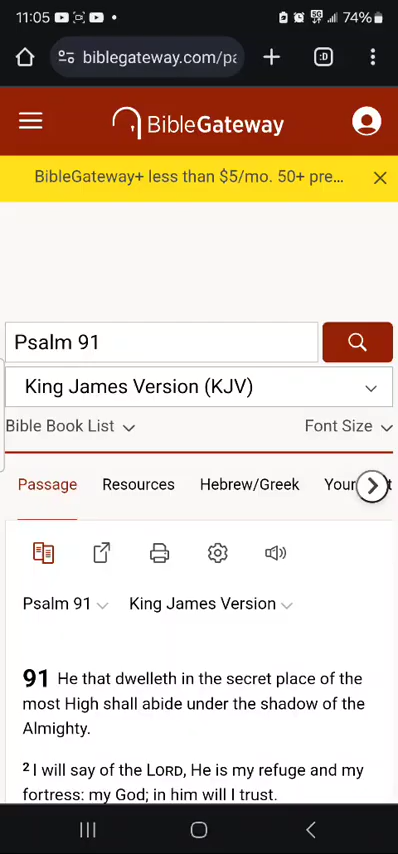 11:05 74%
biblegateway.com/pa :D
BibleGateway
BibleGateway+ less than $5/mo. 50+ pre...
Psalm 91
King James Version (KJV)
Bible Book List Font Size
Passage Resources Hebrew/Greek Your
Psalm 91 King James Version
91 He that dwelleth in the secret place of the
most High shall abide under the shadow of the
Almighty.
2 I will say of the LORD, He is my refuge and my
fortress: my God; in him will I trust.